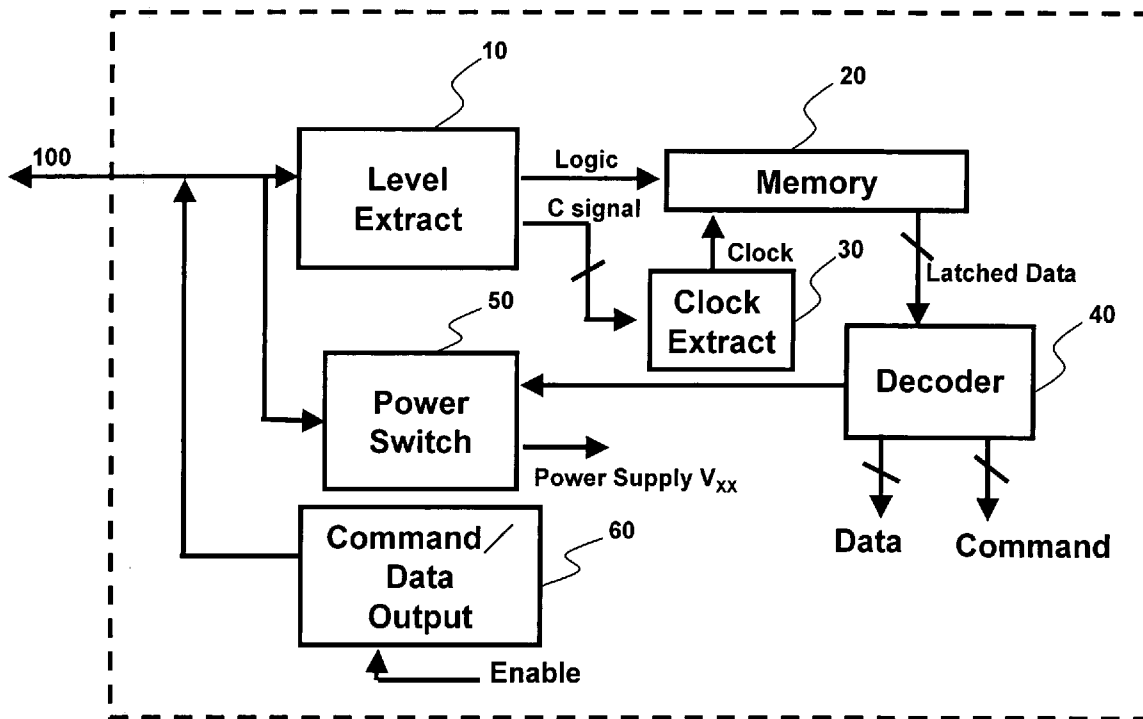 10
20
100
Level
Extract
Logic
Memory
C signal
Clock
30
Latched Data
Clock
Extract
50
40
Decoder
Power
Switch
Power Supply VXX
Command/
Data
Output
60
Data
Command
Enable